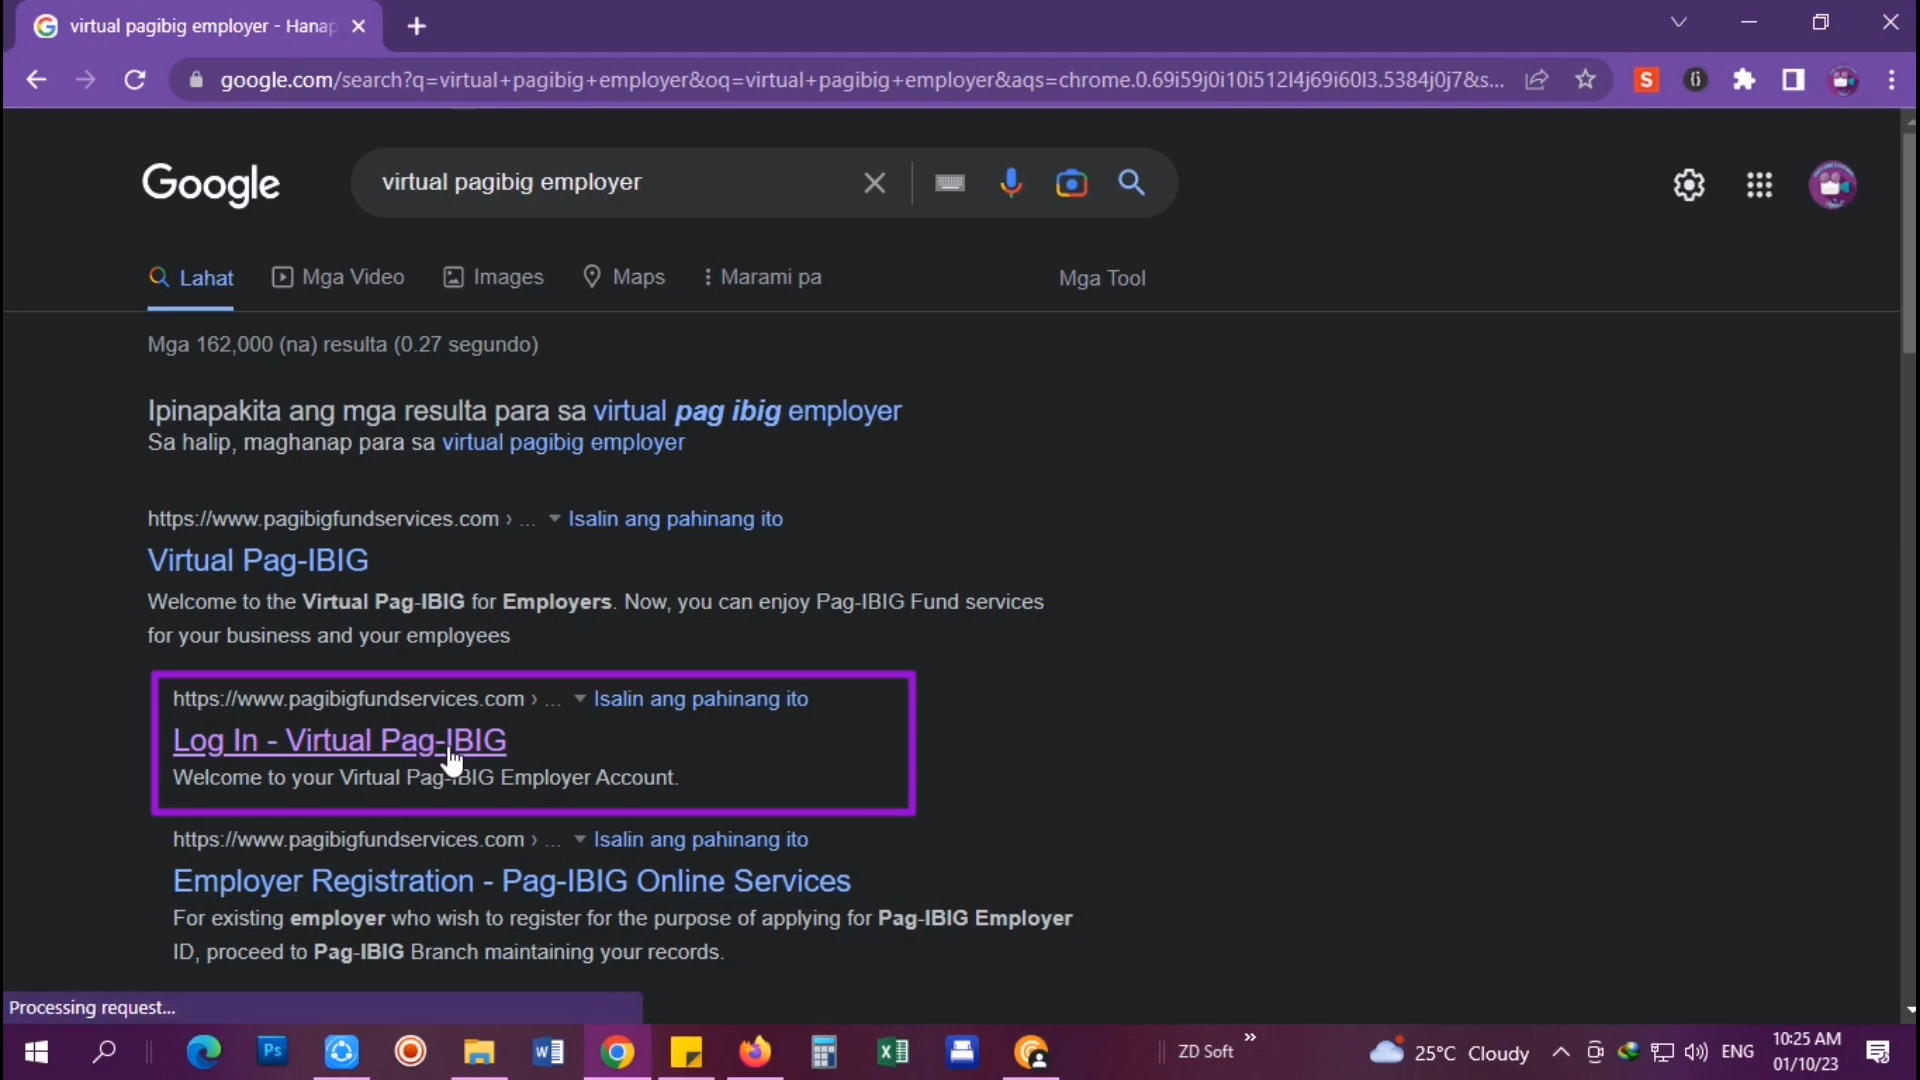 virtual pagibig employer - Hanap
google.com/search?q=virtual+pagibig+employer&oq=virtual+pagibig+employer&aqs=chrome.0.69i59j0i10i512l4j69i60l3.5384j0j7&s...
Google
virtual pagibig employer
Lahat
Mga Video
Images
Maps
Marami pa
Mga Tool
Mga 162,000 (na) resulta (0.27 segundo)
Ipinapakita ang mga resulta para sa virtual pag ibig employer
Sa halip, maghanap para sa virtual pagibig employer
https://www.pagibigfundservices.com › ... Isalin ang pahinang ito
Virtual Pag-IBIG
Welcome to the Virtual Pag-IBIG for Employers. Now, you can enjoy Pag-IBIG Fund services
for your business and your employees
https://www.pagibigfundservices.com › ... Isalin ang pahinang ito
Log In - Virtual Pag-IBIG
Welcome to your Virtual Pag-IBIG Employer Account.
https://www.pagibigfundservices.com › ... Isalin ang pahinang ito
Employer Registration - Pag-IBIG Online Services
For existing employer who wish to register for the purpose of applying for Pag-IBIG Employer
ID, proceed to Pag-IBIG Branch maintaining your records.
Processing request...
Ps
ZD Soft
25°C Cloudy
ENG
10:25 AM
01/10/23